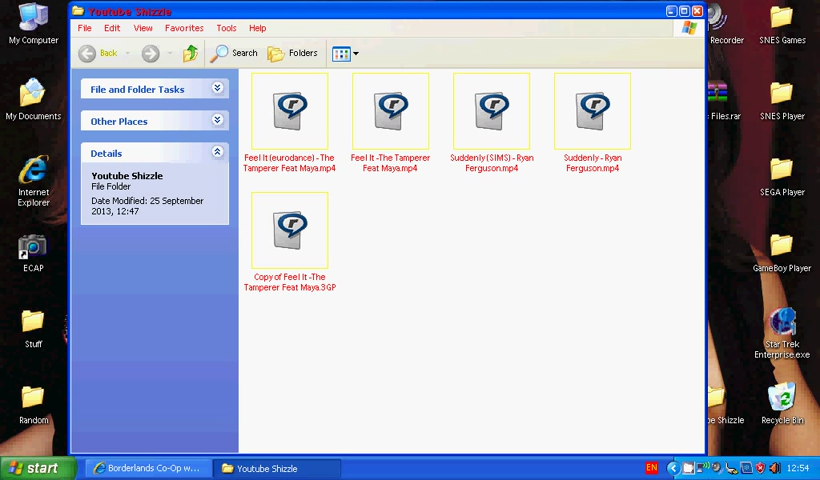 Youtube Shizzle
File Edit View Favorites Tools Help
Back Search Folders
File and Folder Tasks
Other Places
Details
Youtube Shizzle
File Folder
Date Modified: 25 September
2013, 12:47
Feel It (eurodance) - The
Tamperer Feat Maya.mp4
Feel It -The Tamperer
Feat Maya.mp4
Suddenly (SIMS) - Ryan
Ferguson.mp4
Suddenly - Ryan
Ferguson.mp4
Copy of Feel It -The
Tamperer Feat Maya.3GP
My Computer
My Documents
Internet
Explorer
ECAP
Stuff
Random
Recorder
s Files.rar
be Shizzle
SNES Games
SNES Player
SEGA Player
GameBoy Player
Star Trek
Enterprise.exe
Recycle Bin
start
Borderlands Co-Op w...
Youtube Shizzle
EN
12:54